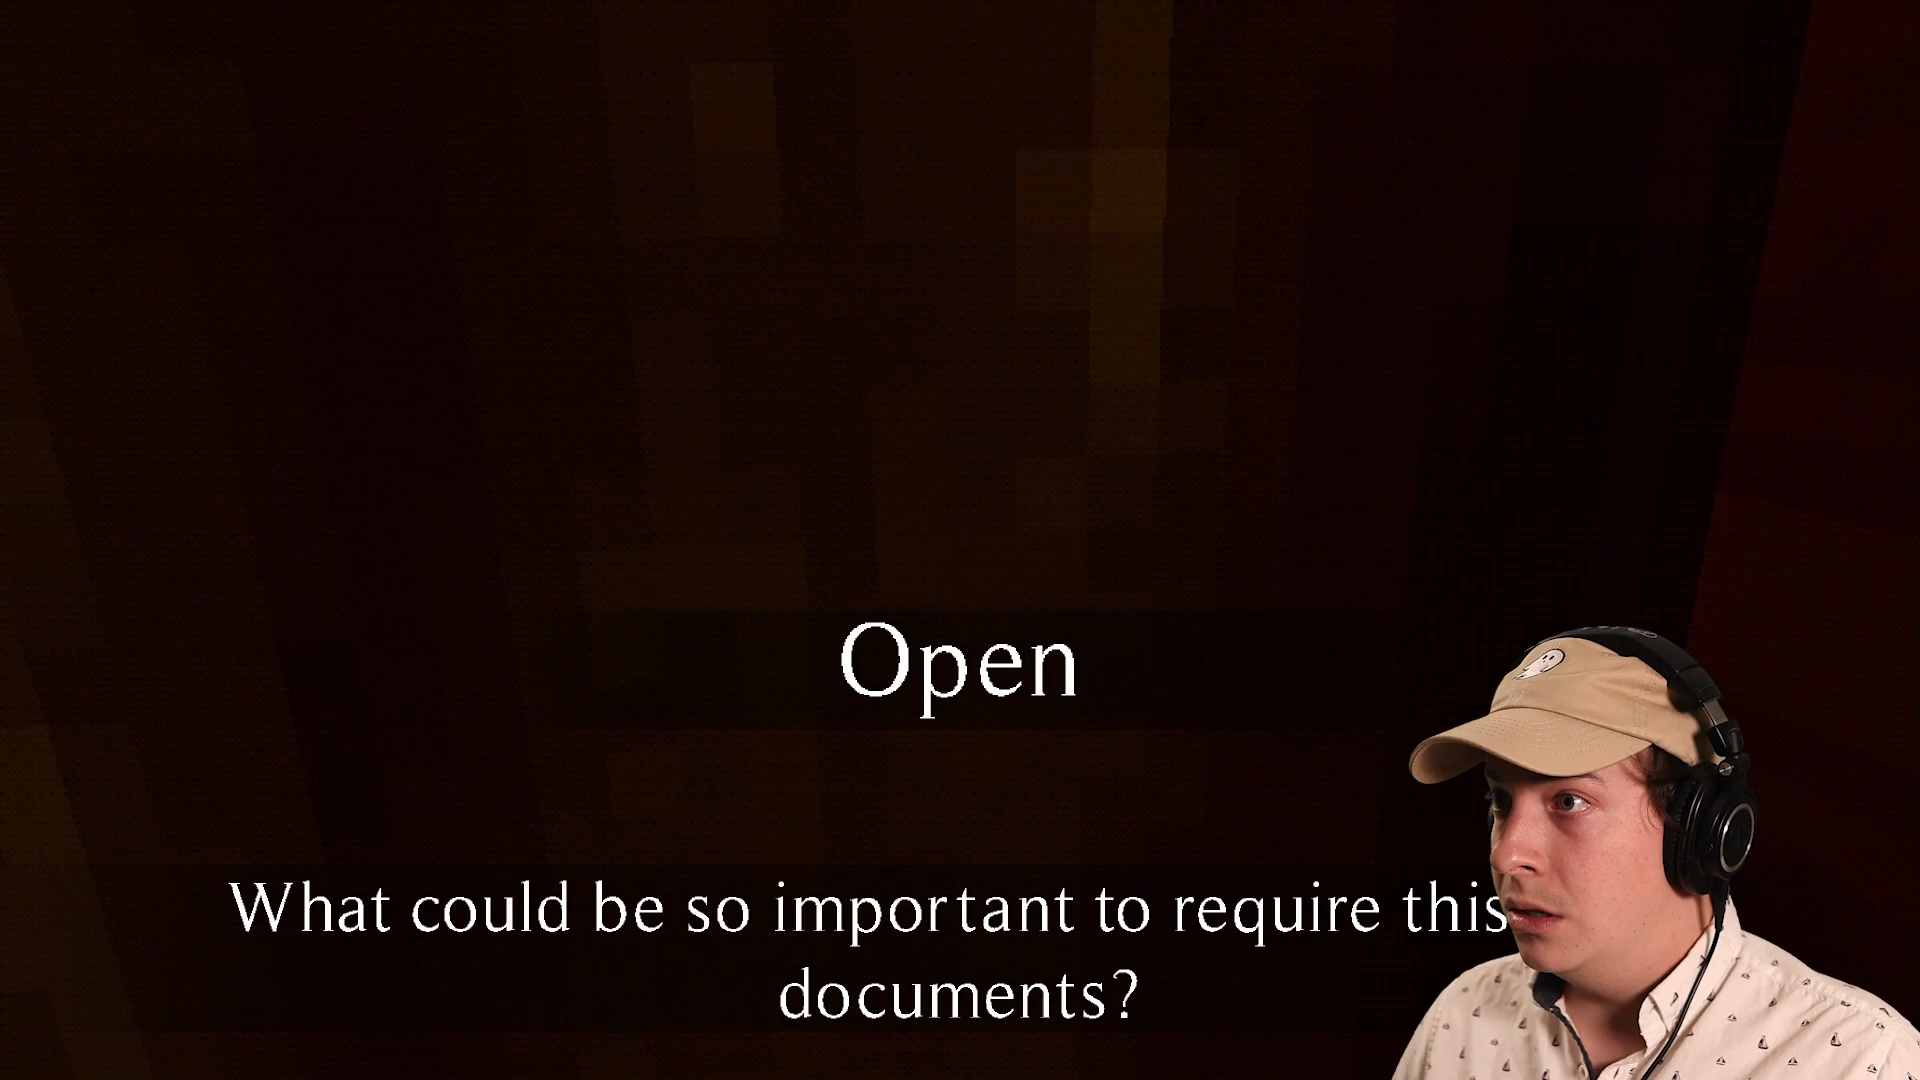 Open
What could be so important to require this
documents?